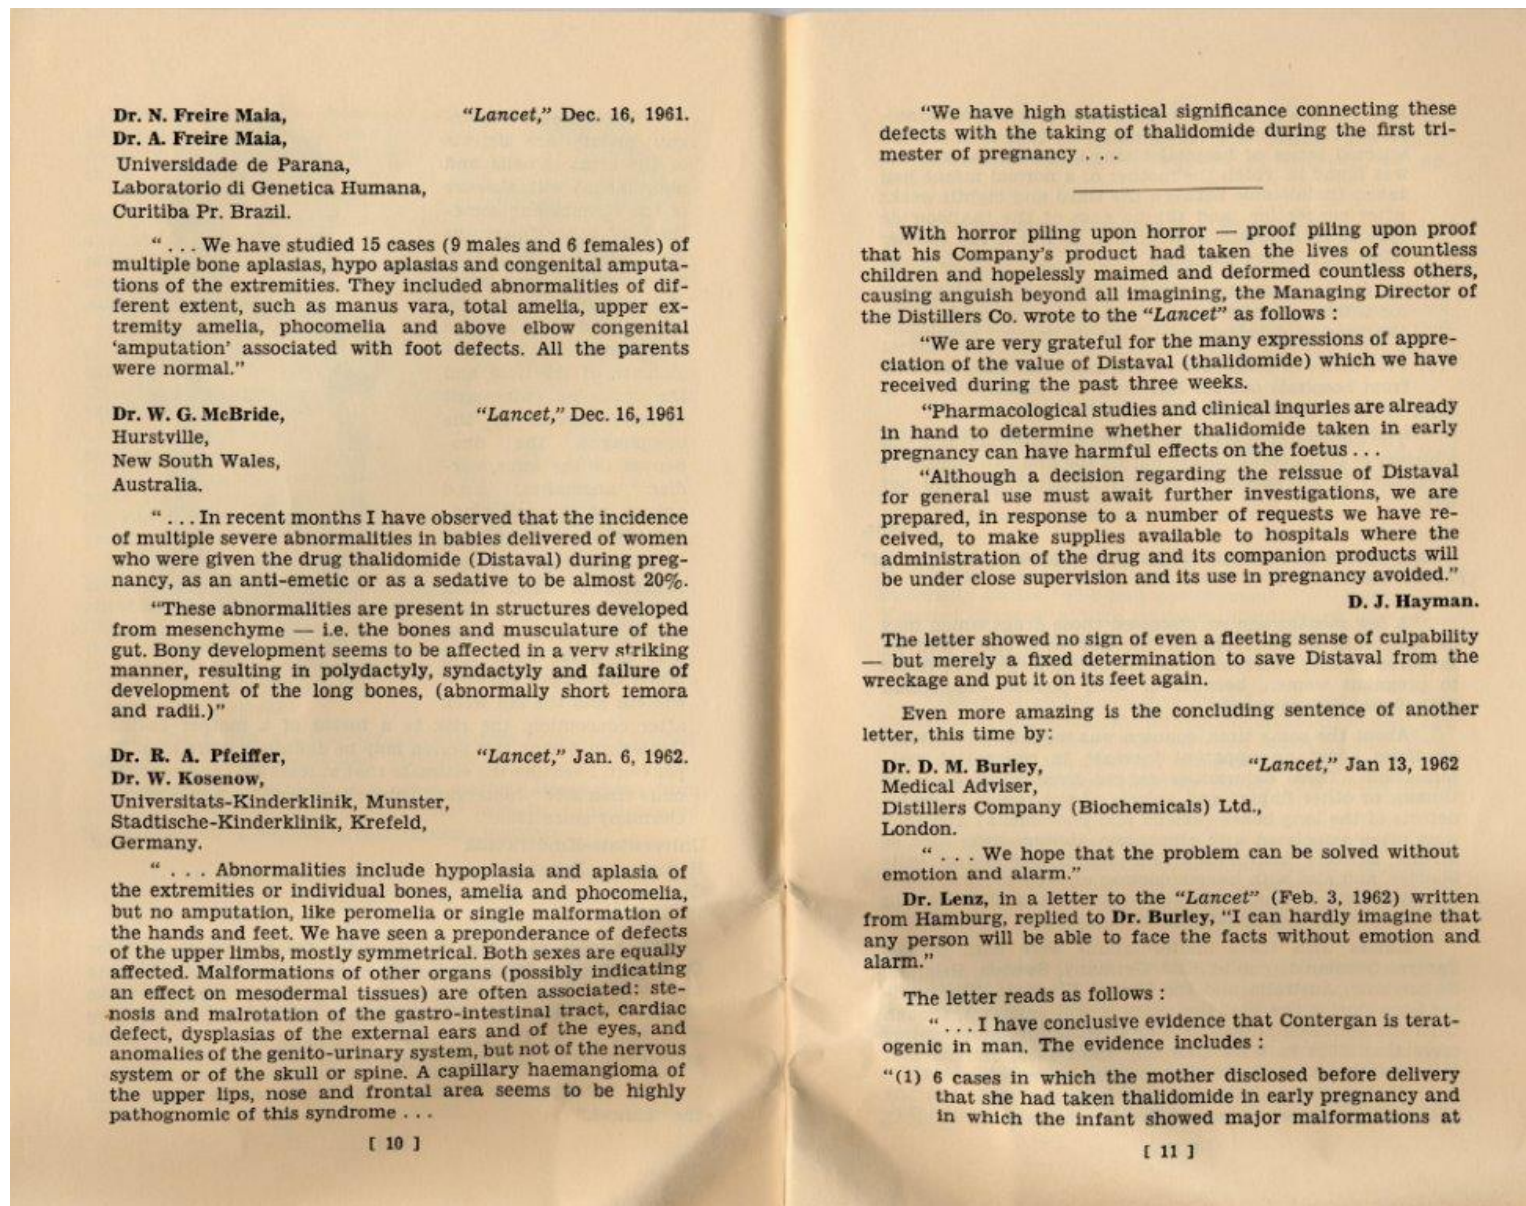 Dr. N. Freire Maia, "Lancet," Dec. 16, 1961.
Dr. A. Freire Maia,
Universidade de Parana,
Laboratorio di Genetica Humana,
Curitiba Pr. Brazil.
" . . . We have studied 15 cases (9 males and 6 females) of
multiple bone aplasias, hypo aplasias and congenital amputa-
tions of the extremities. They included abnormalities of dif-
ferent extent, such as manus vara, total amelia, upper ex-
tremity amelia, phocomelia and above elbow congenital
'amputation' associated with foot defects. All the parents
were normal."
Dr. W. G. McBride, "Lancet," Dec. 16, 1961
Hurstville,
New South Wales,
Australia.
" . . . In recent months I have observed that the incidence
of multiple severe abnormalities in babies delivered of women
who were given the drug thalidomide (Distaval) during preg-
nancy, as an anti-emetic or as a sedative to be almost 20%.
"These abnormalities are present in structures developed
from mesenchyme — i.e. the bones and musculature of the
gut. Bony development seems to be affected in a very striking
manner, resulting in polydactyly, syndactyly and failure of
development of the long bones, (abnormally short femora
and radii.)"
Dr. R. A. Pfeiffer, "Lancet," Jan. 6, 1962.
Dr. W. Kosenow,
Universitats-Kinderklinik, Munster,
Stadtische-Kinderklinik, Krefeld,
Germany.
" . . . Abnormalities include hypoplasia and aplasia of
the extremities or individual bones, amelia and phocomelia,
but no amputation, like peromelia or single malformation of
the hands and feet. We have seen a preponderance of defects
of the upper limbs, mostly symmetrical. Both sexes are equally
affected. Malformations of other organs (possibly indicating
an effect on mesodermal tissues) are often associated: ste-
nosis and malrotation of the gastro-intestinal tract, cardiac
defect, dysplasias of the external ears and of the eyes, and
anomalies of the genito-urinary system, but not of the nervous
system or of the skull or spine. A capillary haemangioma of
the upper lips, nose and frontal area seems to be highly
pathognomic of this syndrome . . .
[ 10 ]
"We have high statistical significance connecting these
defects with the taking of thalidomide during the first tri-
mester of pregnancy . . .
With horror piling upon horror — proof piling upon proof
that his Company's product had taken the lives of countless
children and hopelessly maimed and deformed countless others,
causing anguish beyond all imagining, the Managing Director of
the Distillers Co. wrote to the "Lancet" as follows :
"We are very grateful for the many expressions of appre-
ciation of the value of Distaval (thalidomide) which we have
received during the past three weeks.
"Pharmacological studies and clinical inquries are already
in hand to determine whether thalidomide taken in early
pregnancy can have harmful effects on the foetus . . .
"Although a decision regarding the reissue of Distaval
for general use must await further investigations, we are
prepared, in response to a number of requests we have re-
ceived, to make supplies available to hospitals where the
administration of the drug and its companion products will
be under close supervision and its use in pregnancy avoided."
D. J. Hayman.
The letter showed no sign of even a fleeting sense of culpability
— but merely a fixed determination to save Distaval from the
wreckage and put it on its feet again.
Even more amazing is the concluding sentence of another
letter, this time by:
Dr. D. M. Burley, "Lancet," Jan 13, 1962
Medical Adviser,
Distillers Company (Biochemicals) Ltd.,
London.
" . . . We hope that the problem can be solved without
emotion and alarm."
Dr. Lenz, in a letter to the "Lancet" (Feb. 3, 1962) written
from Hamburg, replied to Dr. Burley, "I can hardly imagine that
any person will be able to face the facts without emotion and
alarm."
The letter reads as follows :
" . . . I have conclusive evidence that Contergan is terat-
ogenic in man. The evidence includes :
"(1) 6 cases in which the mother disclosed before delivery
that she had taken thalidomide in early pregnancy and
in which the infant showed major malformations at
[ 11 ]